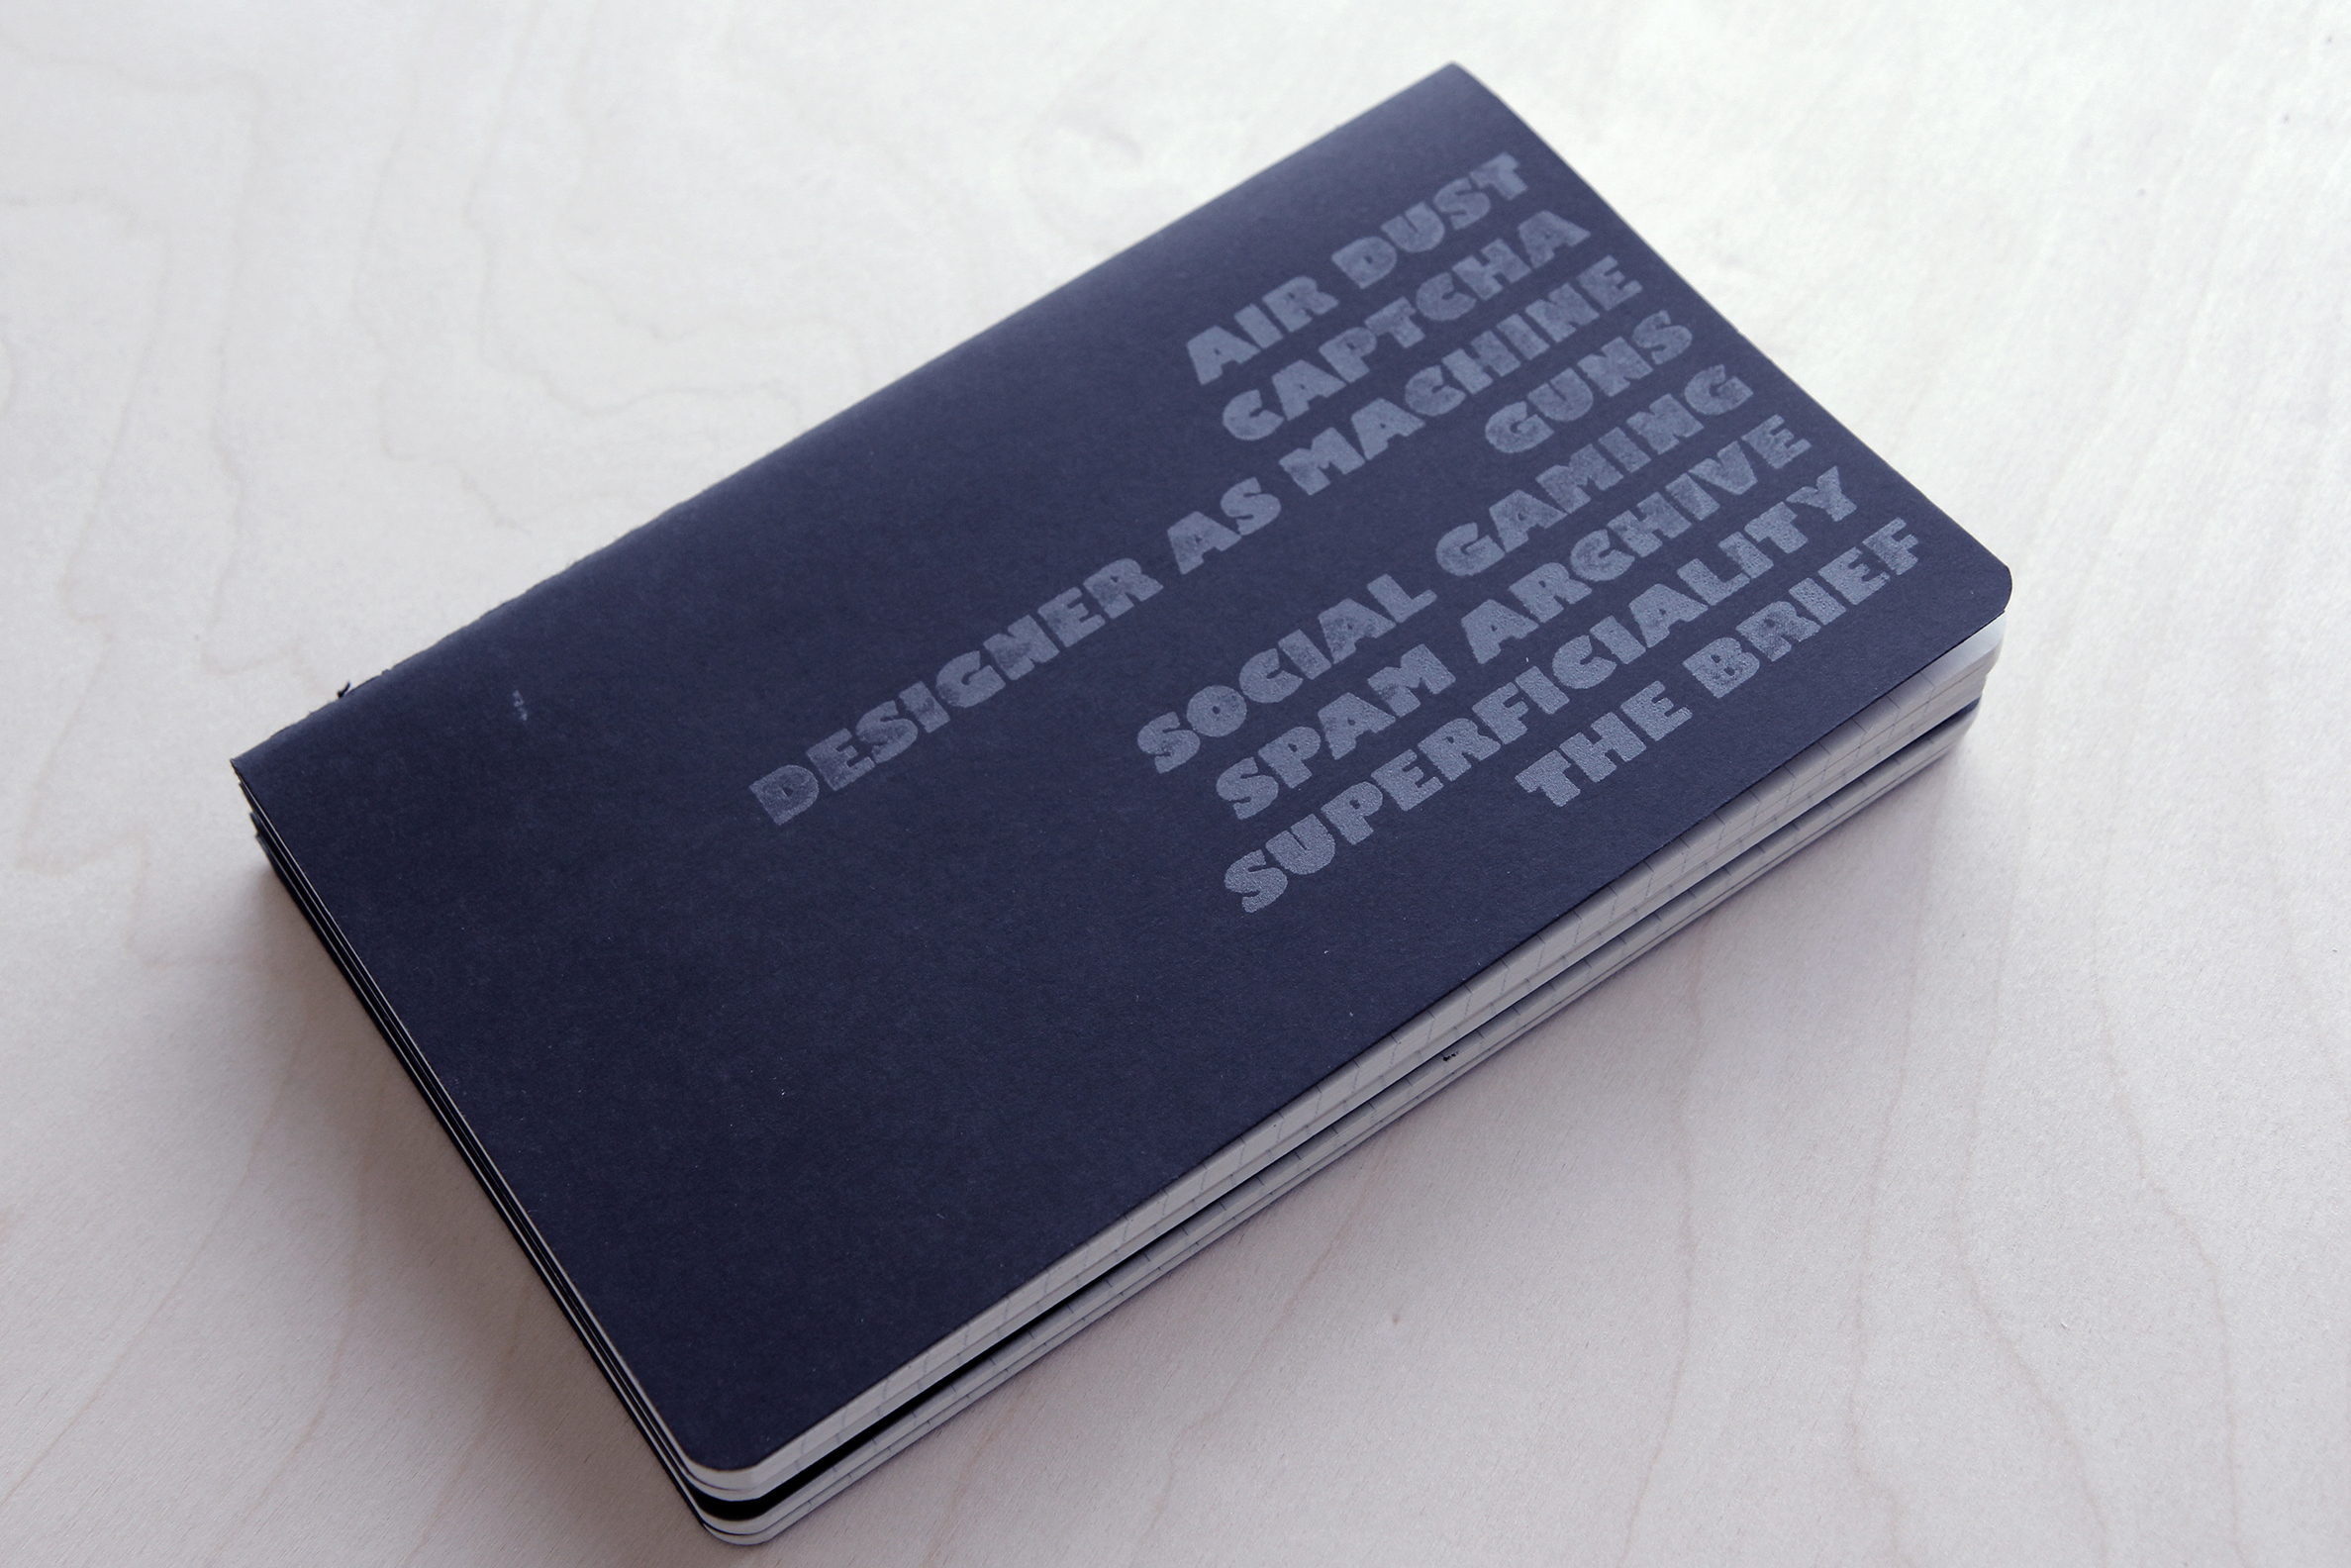 AIR DUST
CAPTCHA
DESIGNER AS MACHINE
GUNS
SOCIAL GAMING
SPAM ARCHIVE
SUPERFICIALITY
THE BRIEF